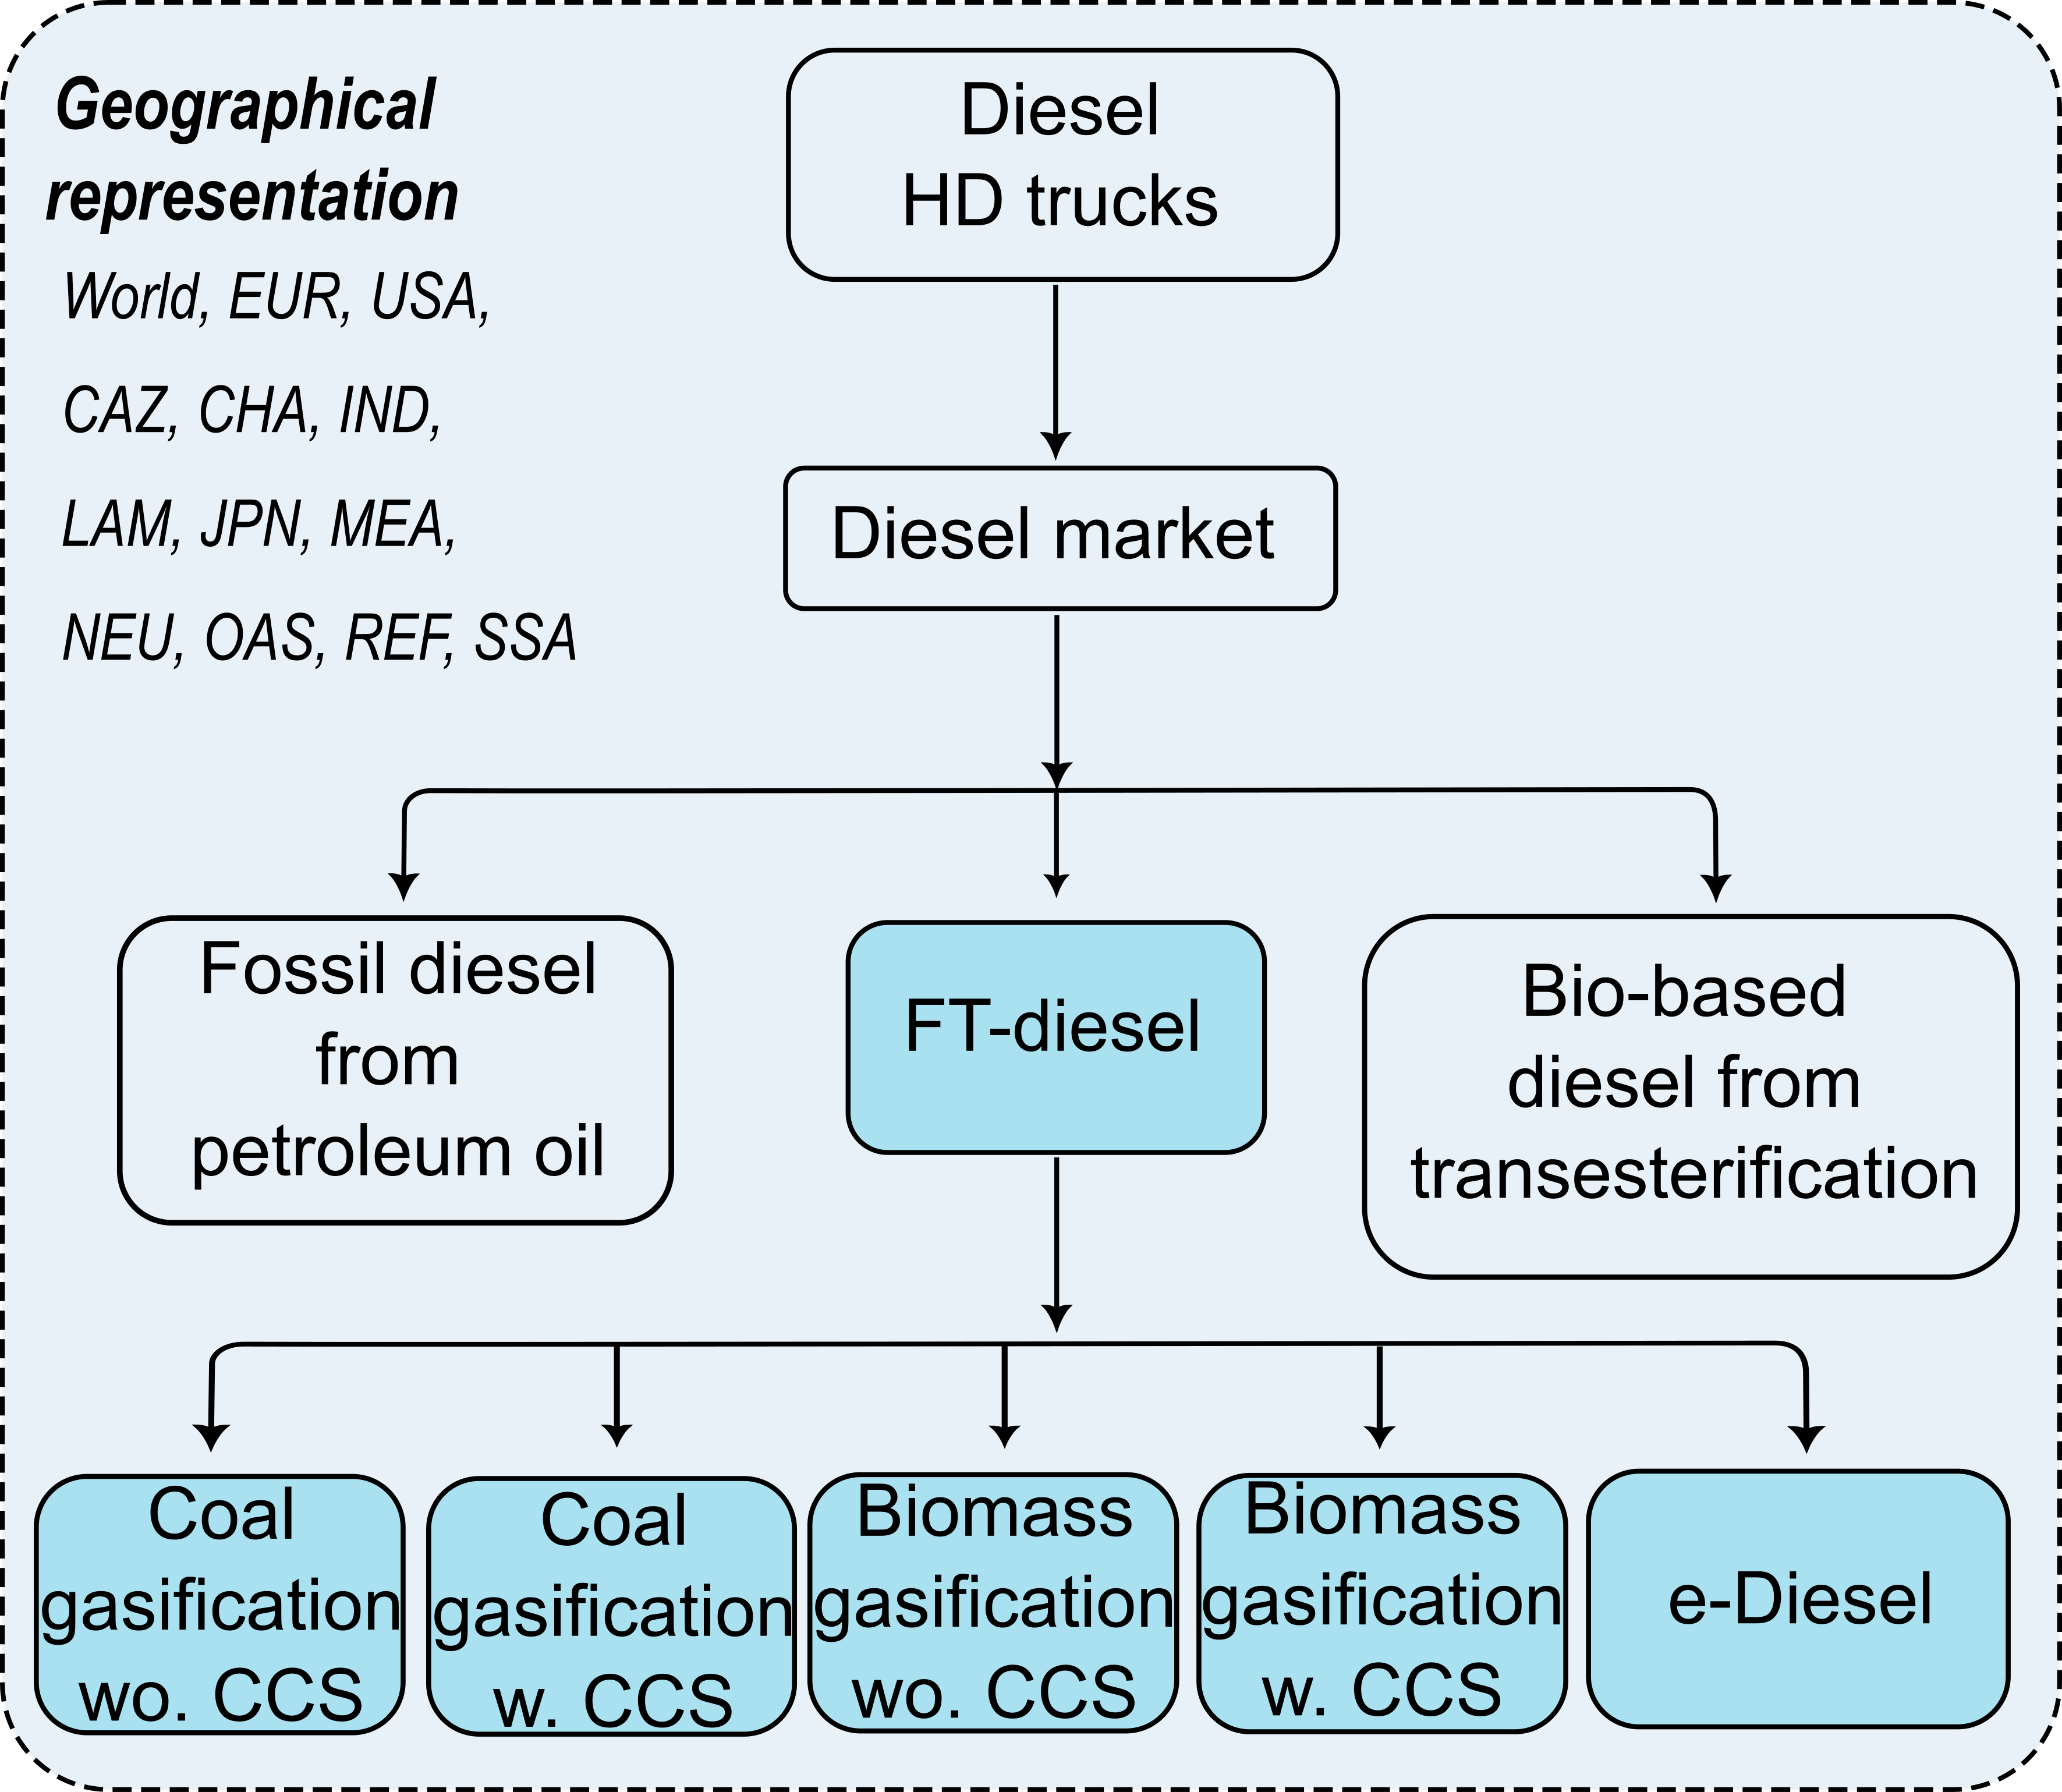 Geographical
representation
World, EUR, USA,
CAZ, CHA, IND,
LAM, JPN, MEA,
NEU, OAS, REF, SSA
Diesel
HD trucks
Diesel market
Fossil diesel
from
petroleum oil
FT-diesel
Bio-based
diesel from
transesterification
Coal
gasification
wo. CCS
Coal
gasification
w. CCS
Biomass
gasification
wo. CCS
Biomass
gasification
w. CCS
e-Diesel